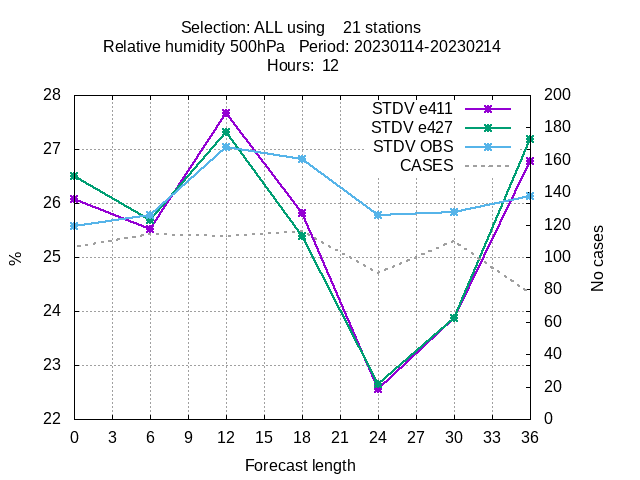 Selection: ALL using    21 stations
Relative humidity 500hPa   Period: 20230114-20230214
Hours:  12
STDV e411
STDV e427
STDV OBS
CASES
28
27
26
25
24
23
22
%
200
180
160
140
120
100
80
60
40
20
0
No cases
0 3 6 9 12 15 18 21 24 27 30 33 36
Forecast length